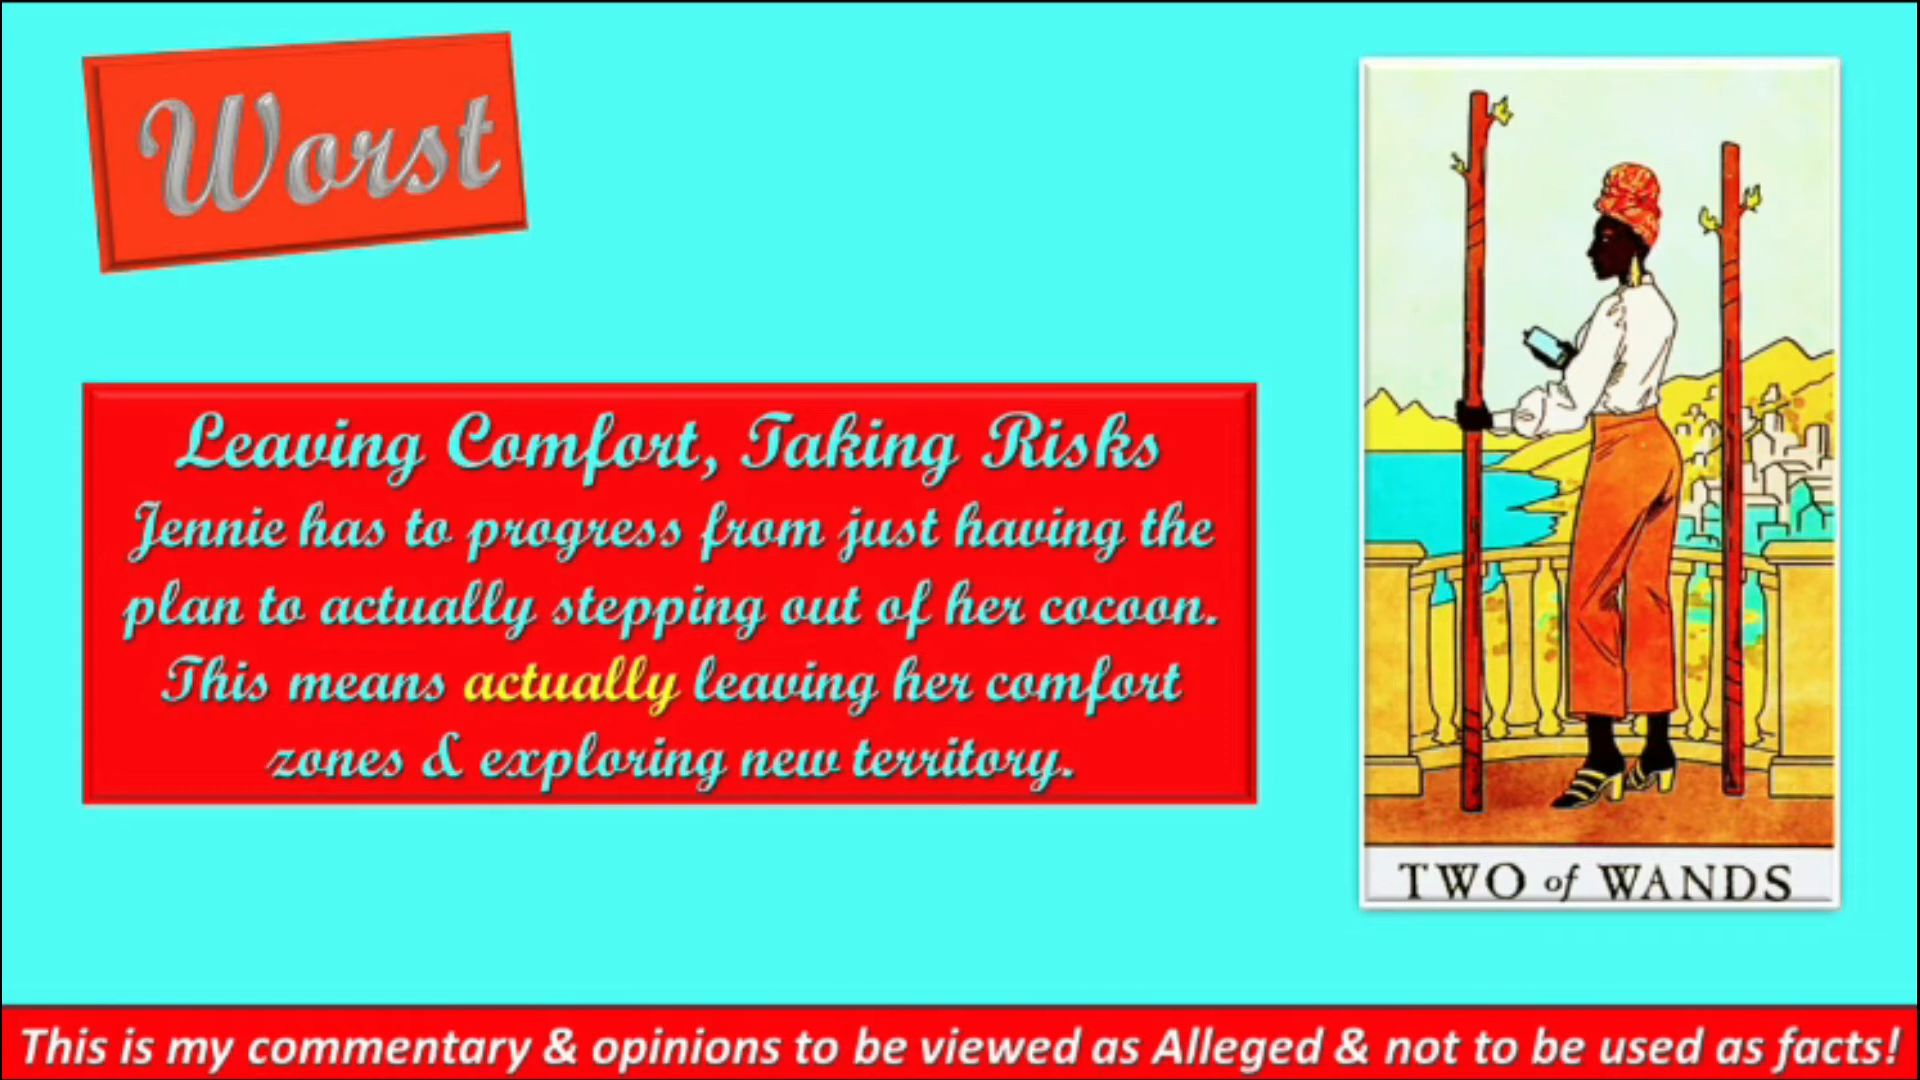 Worst
Leaving Comfort, Taking Risks
Jennie has to progress from just having the
plan to actually stepping out of her cocoon.
This means actually leaving her comfort
zones & exploring new territory.
TWO of WANDS
This is my commentary & opinions to be viewed as Alleged & not to be used as facts!